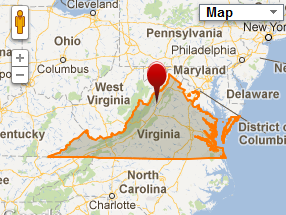 Cleveland
New York
Map
Pennsylvania
Ohio
Philadelphia
Columbus
Maryland
West
Virginia
Delaware
District o
Columbi
entucky
Virginia
North
Carolina
Charlotte